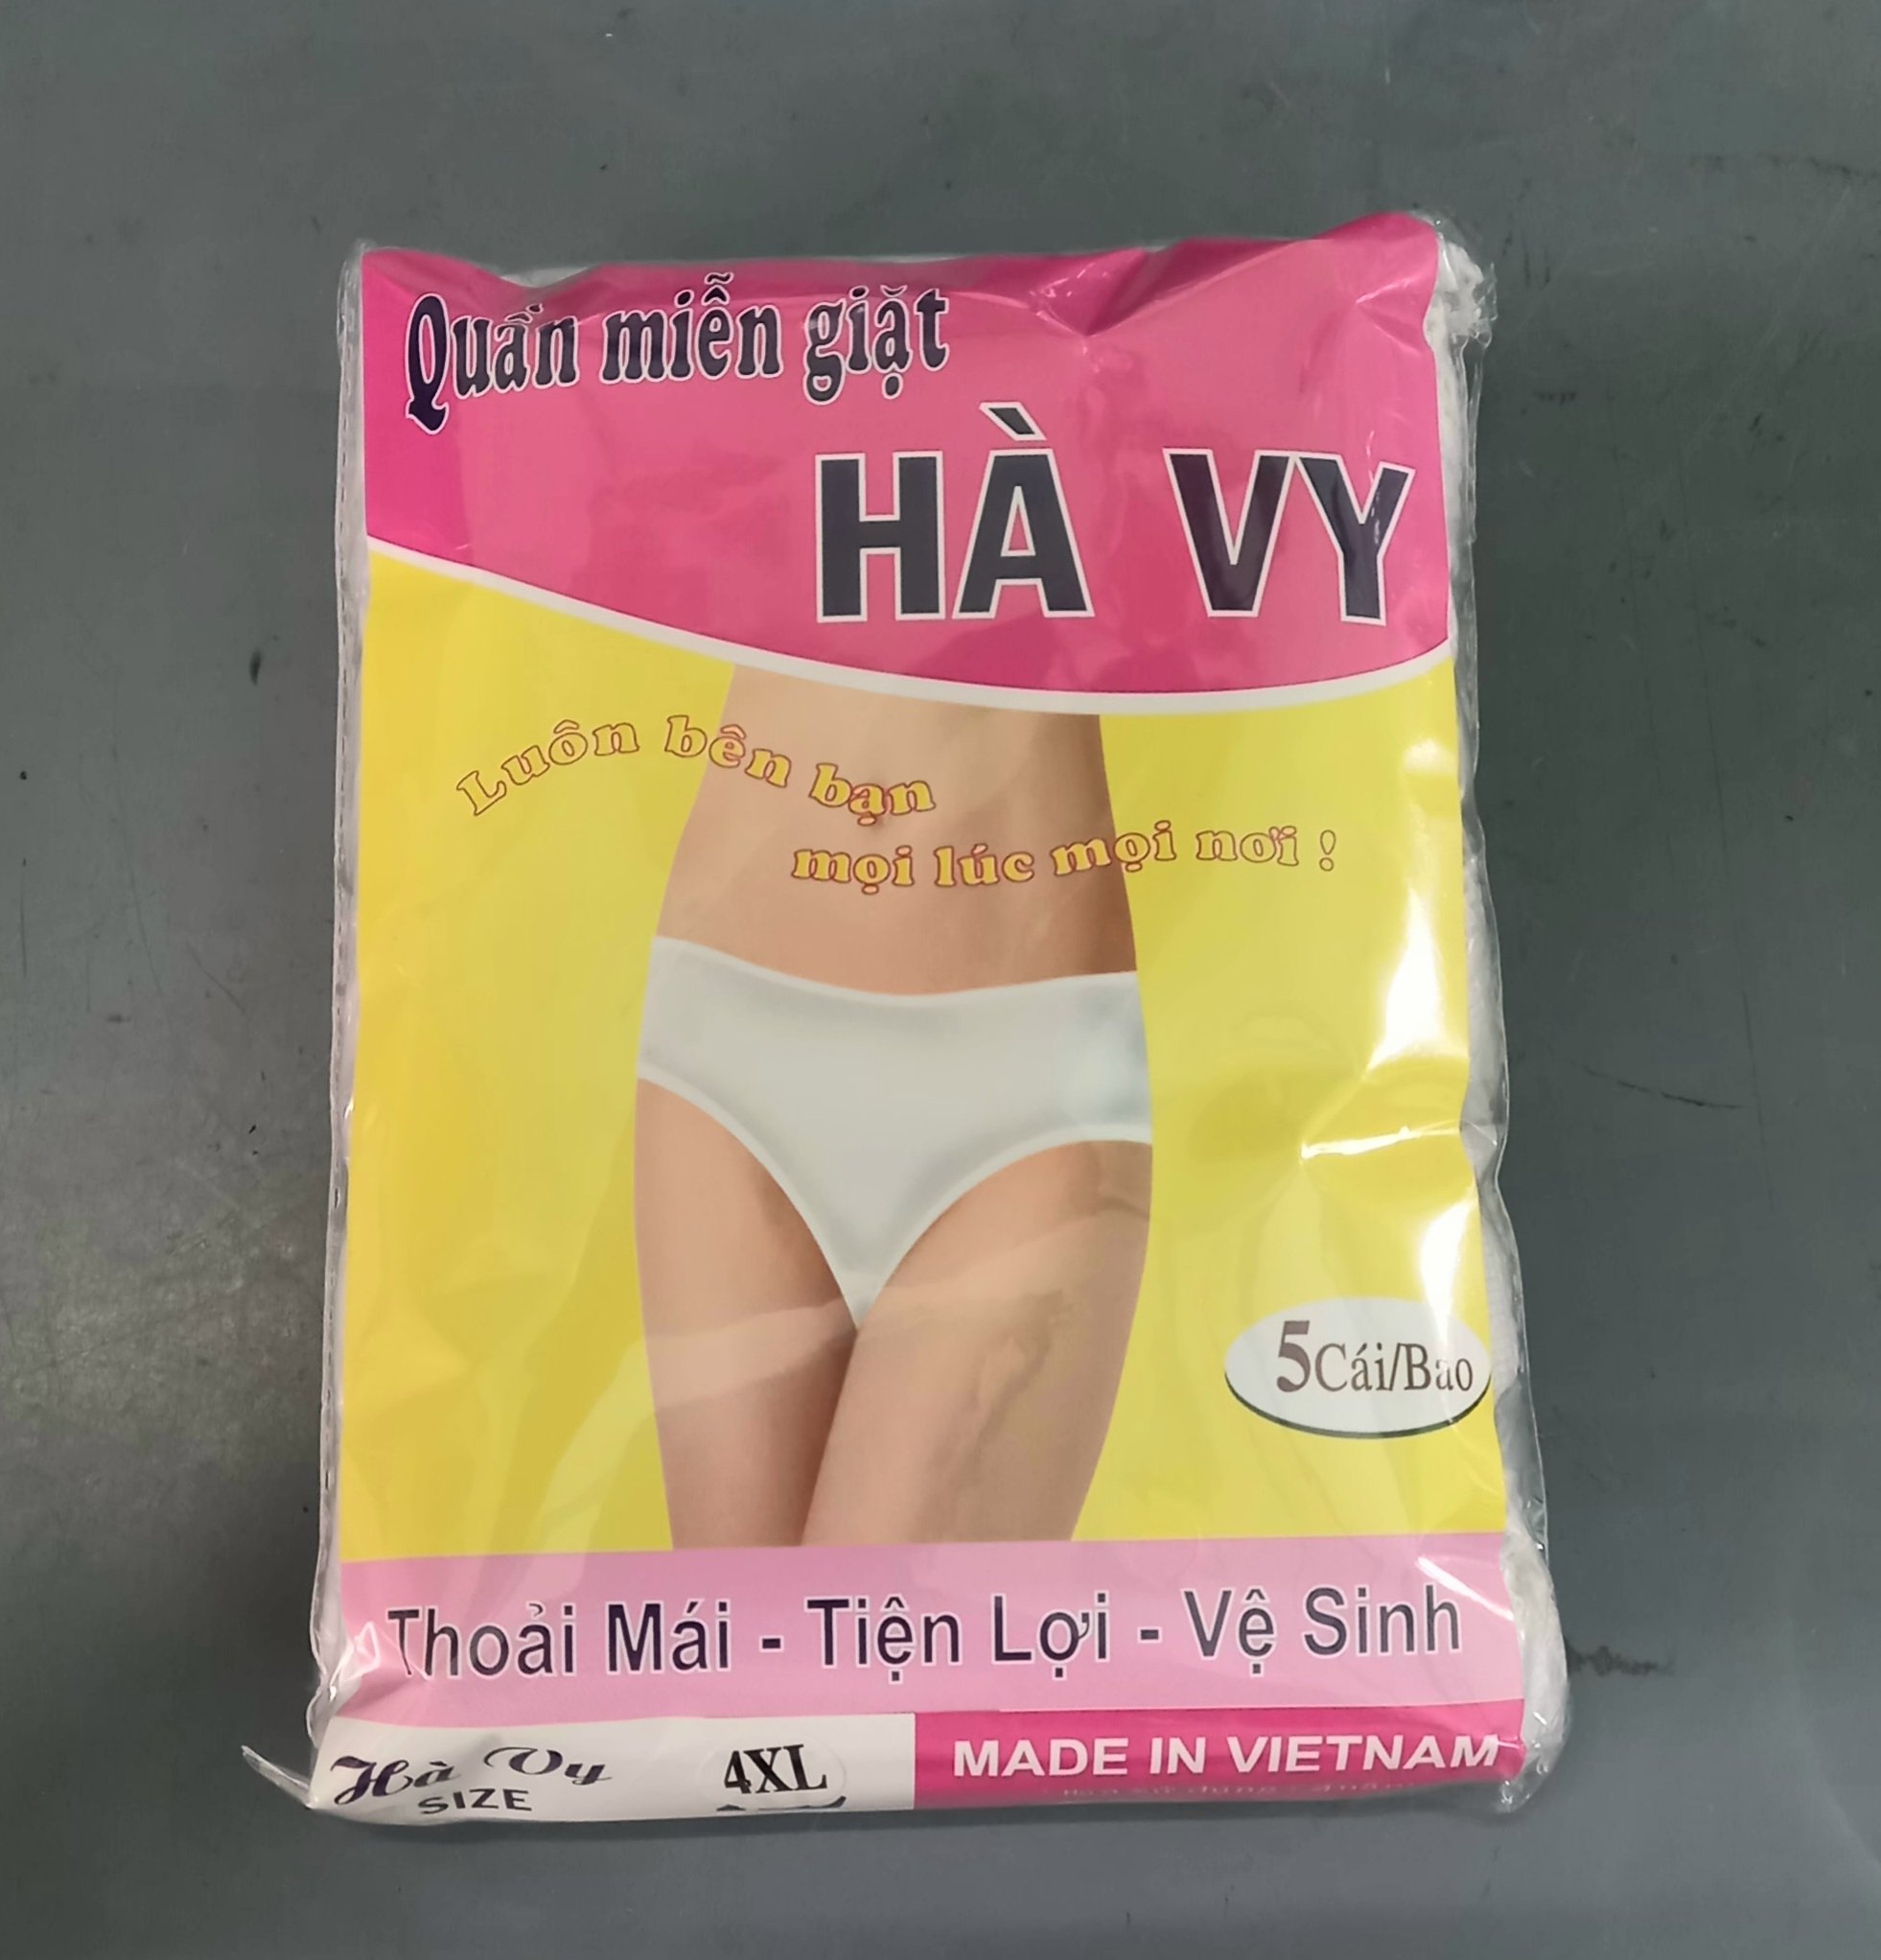 Quần miễn giặt
HÀ VY
Luôn bên bạn
mọi lúc mọi nơi !
5Cái/Bao
Thoải Mái - Tiện Lợi - Vệ Sinh
Hà Vy
SIZE
4XL
MADE IN VIETNAM